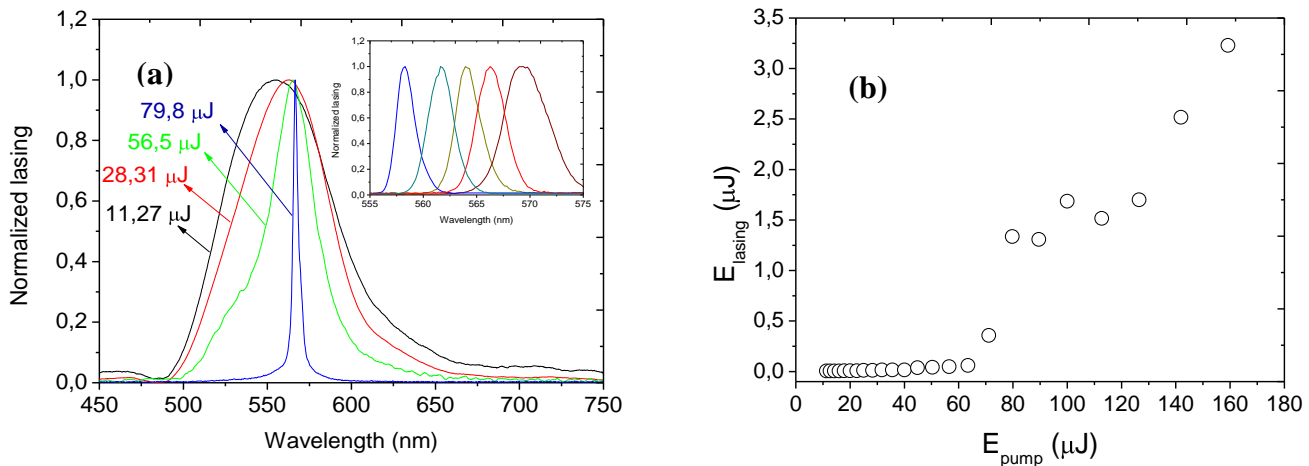 (a)
Normalized lasing
1,2
1,0
0,8
0,6
0,4
0,2
0,0
79,8 μJ
56,5 μJ
28,31 μJ
11,27 μJ
450 500 550 600 650 700 750
Wavelength (nm)
Normalized lasing
1,2
1,0
0,8
0,6
0,4
0,2
0,0
555 560 565 570 575
Wavelength (nm)
(b)
E_lasing (μJ)
3,5
3,0
2,5
2,0
1,5
1,0
0,5
0,0
0 20 40 60 80 100 120 140 160 180
E_pump (μJ)